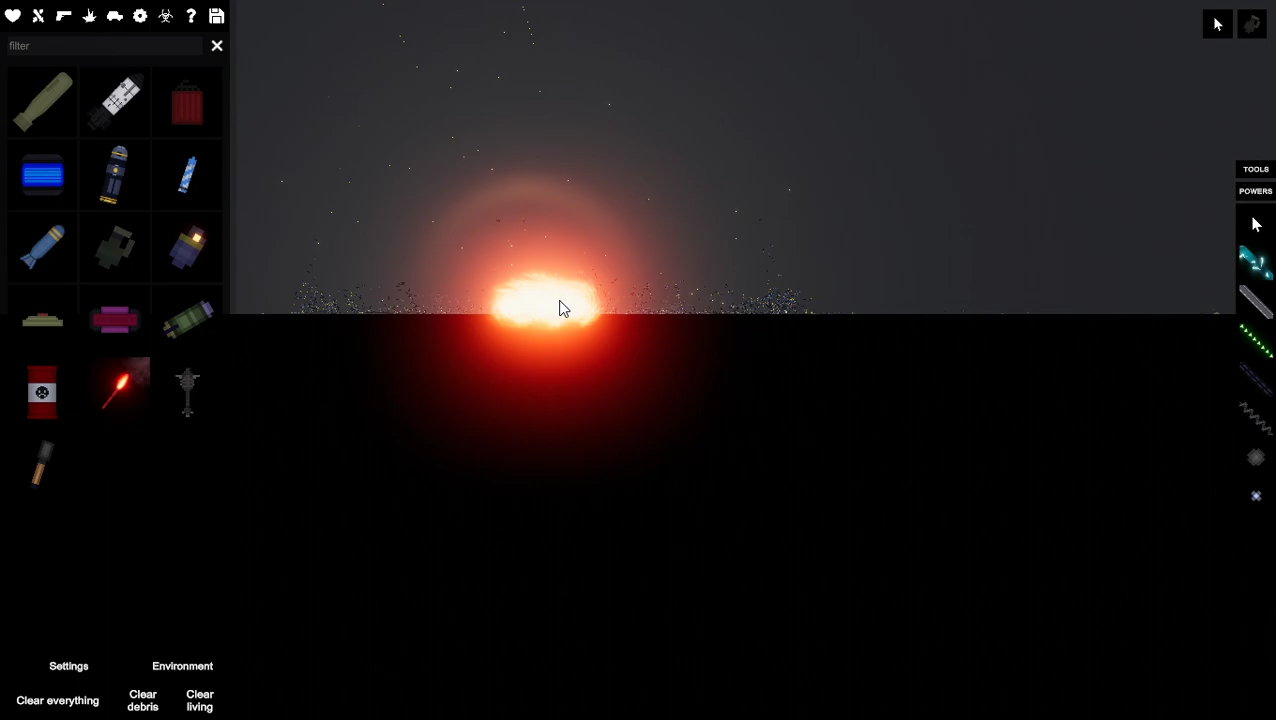 filter
TOOLS
POWERS
Settings
Environment
Clear everything
Clear debris
Clear living